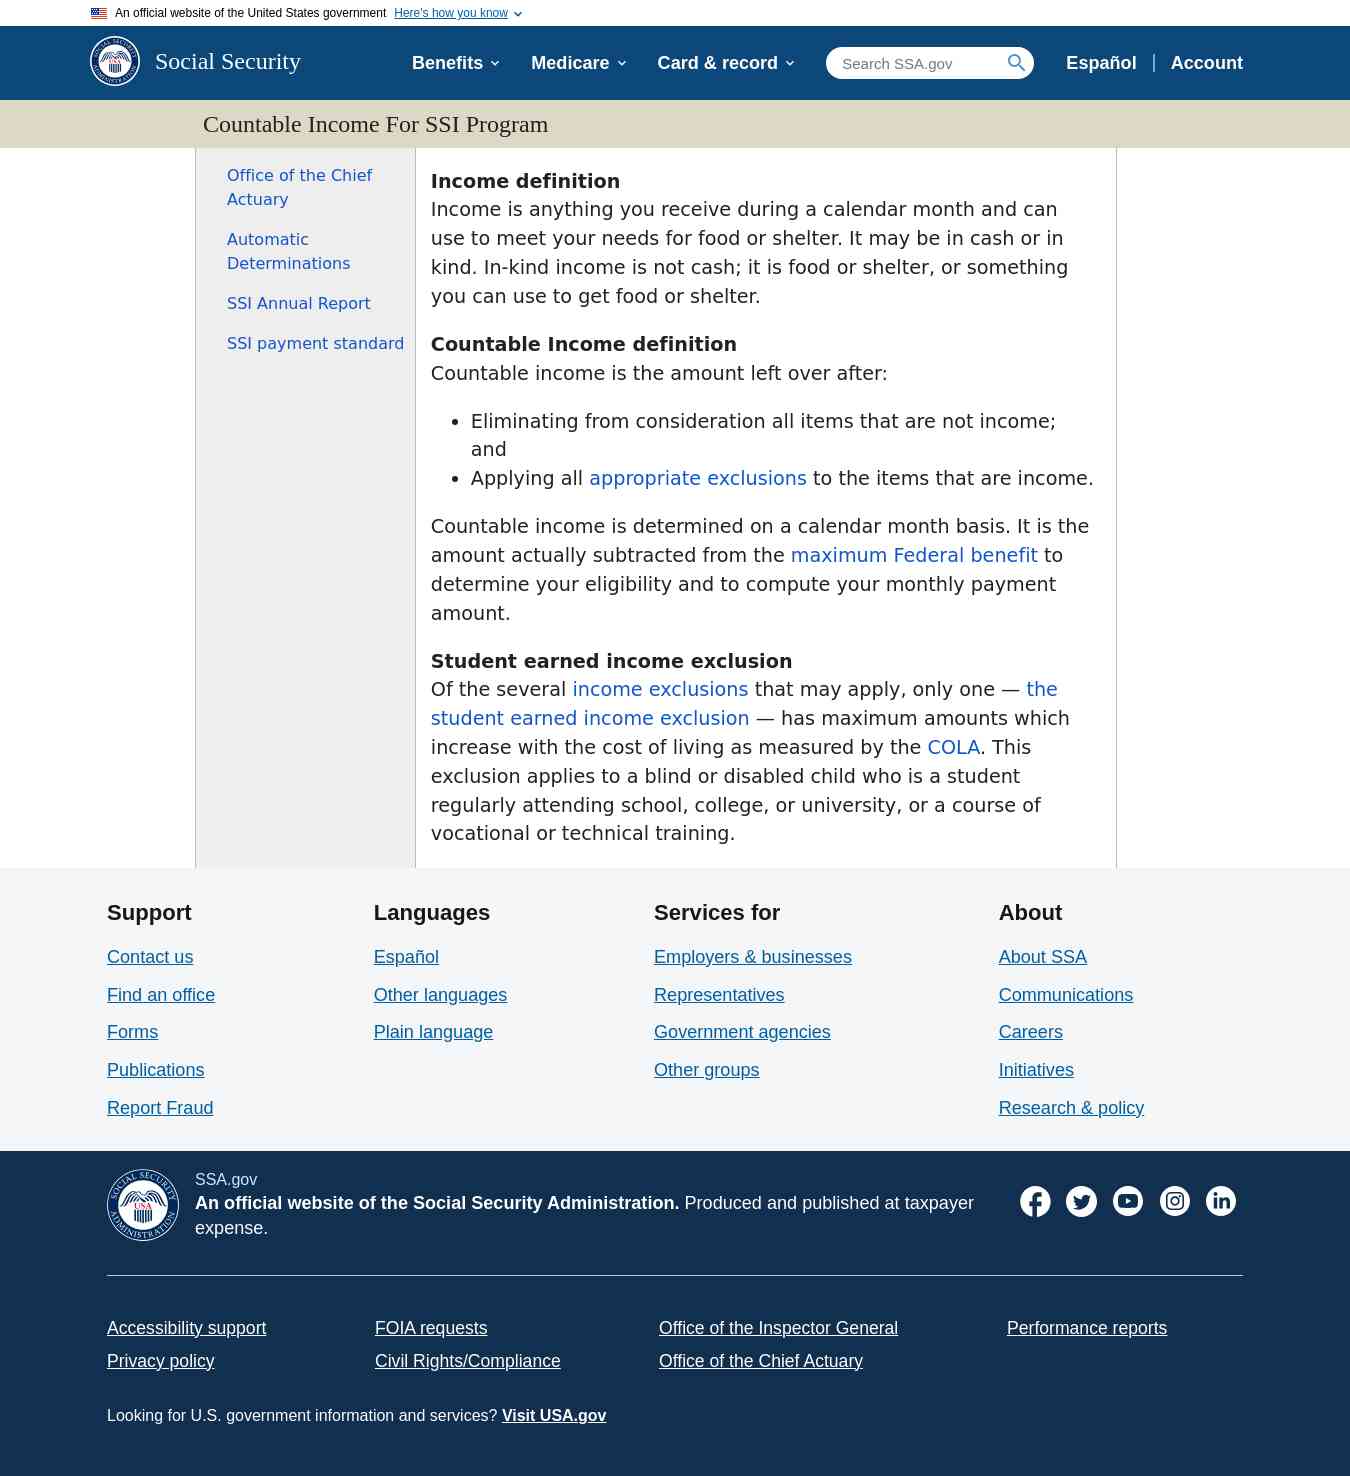 An official website of the United States government Here's how you know
Social Security
Benefits Medicare Card & record Search SSA.gov Español Account
Countable Income For SSI Program
Office of the Chief
Actuary
Automatic
Determinations
SSI Annual Report
SSI payment standard
Income definition
Income is anything you receive during a calendar month and can
use to meet your needs for food or shelter. It may be in cash or in
kind. In-kind income is not cash; it is food or shelter, or something
you can use to get food or shelter.
Countable Income definition
Countable income is the amount left over after:
• Eliminating from consideration all items that are not income;
and
• Applying all appropriate exclusions to the items that are income.
Countable income is determined on a calendar month basis. It is the
amount actually subtracted from the maximum Federal benefit to
determine your eligibility and to compute your monthly payment
amount.
Student earned income exclusion
Of the several income exclusions that may apply, only one — the
student earned income exclusion — has maximum amounts which
increase with the cost of living as measured by the COLA. This
exclusion applies to a blind or disabled child who is a student
regularly attending school, college, or university, or a course of
vocational or technical training.
Support
Contact us
Find an office
Forms
Publications
Report Fraud
Languages
Español
Other languages
Plain language
Services for
Employers & businesses
Representatives
Government agencies
Other groups
About
About SSA
Communications
Careers
Initiatives
Research & policy
SOCIAL SECURITY
USA
ADMINISTRATION
SSA.gov
An official website of the Social Security Administration. Produced and published at taxpayer
expense.
Accessibility support FOIA requests Office of the Inspector General Performance reports
Privacy policy Civil Rights/Compliance Office of the Chief Actuary
Looking for U.S. government information and services? Visit USA.gov